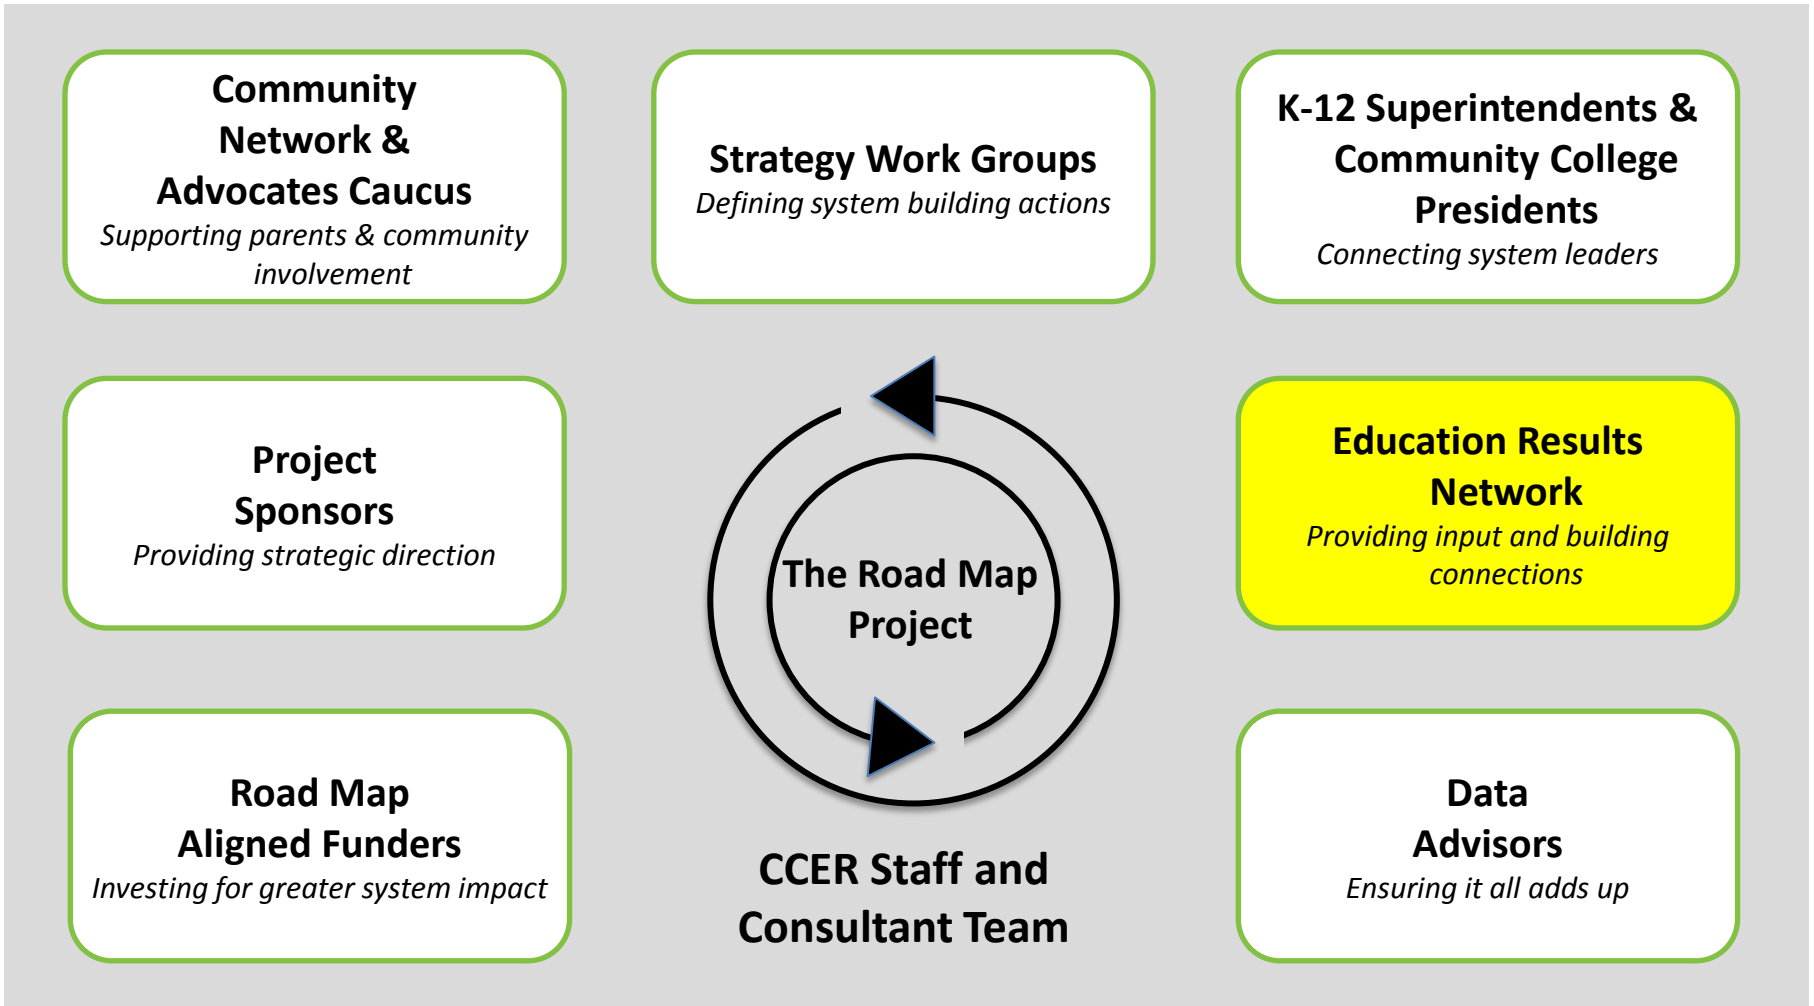 Community
Network &
Advocates Caucus
Supporting parents & community
involvement
Strategy Work Groups
Defining system building actions
K-12 Superintendents &
Community College
Presidents
Connecting system leaders
Project
Sponsors
Providing strategic direction
The Road Map
Project
Education Results
Network
Providing input and building
connections
Road Map
Aligned Funders
Investing for greater system impact
CCER Staff and
Consultant Team
Data
Advisors
Ensuring it all adds up